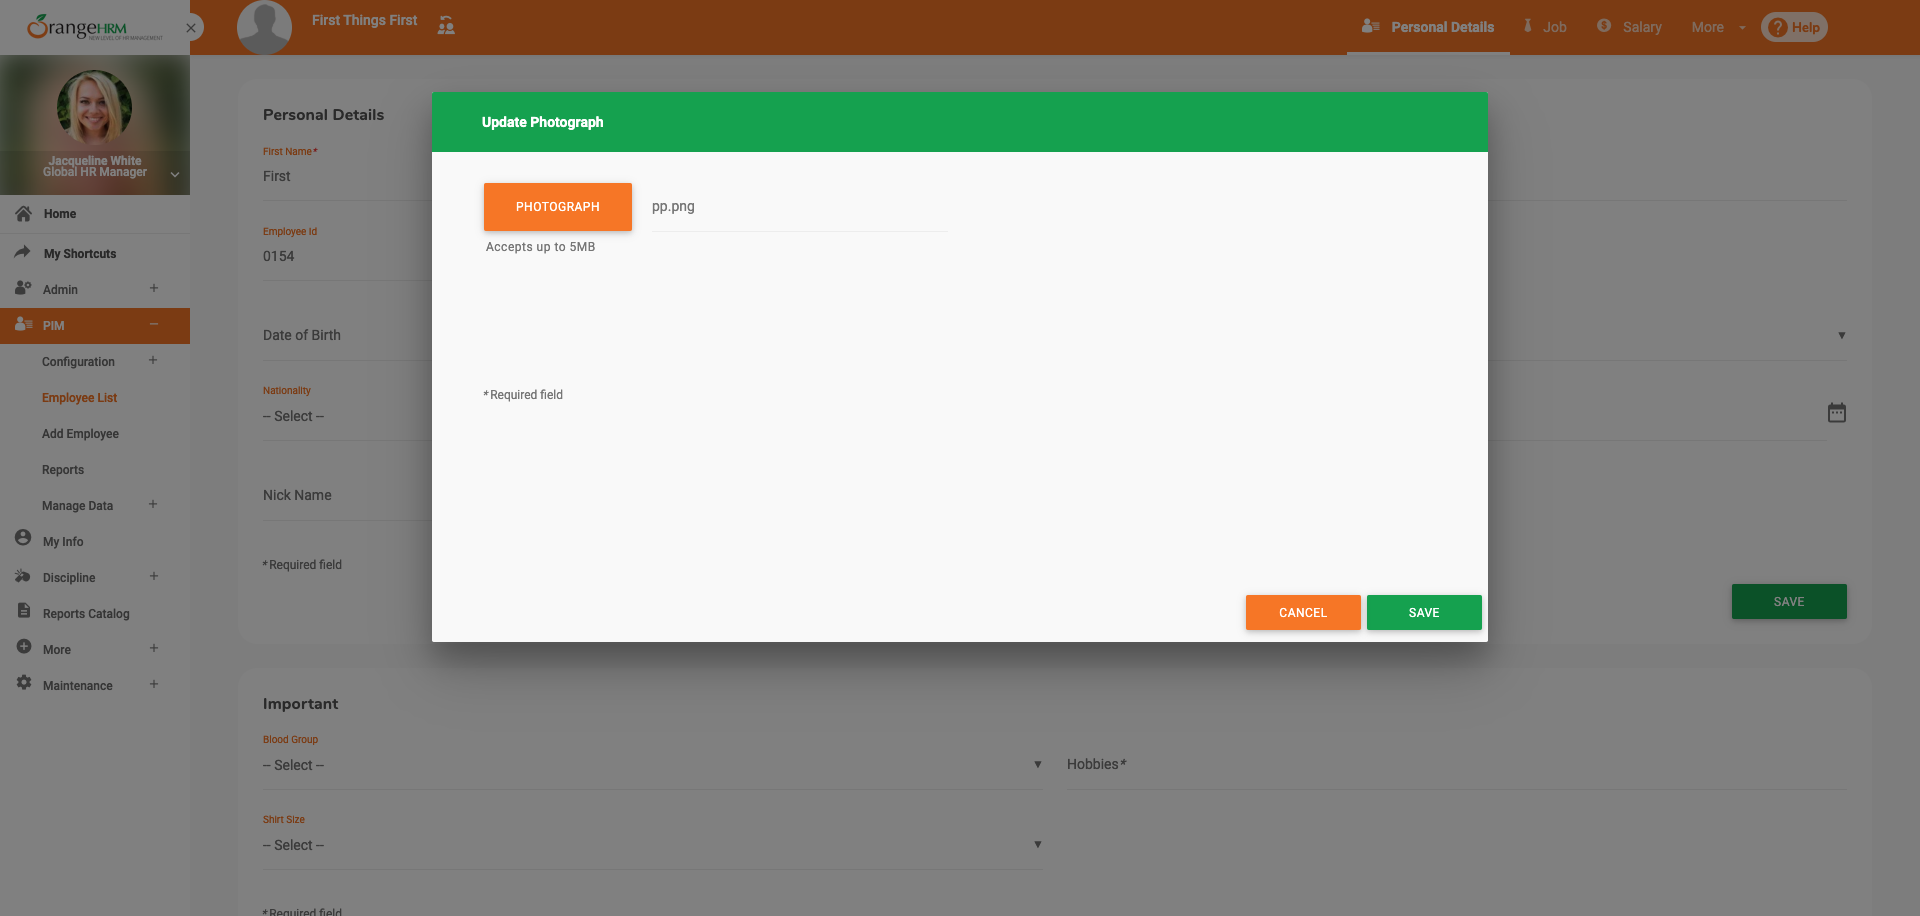 OrangeHRM
NEW LEVEL OF HR MANAGEMENT
First Things First
Personal Details
Job
Salary
More
? Help
Jacqueline White
Global HR Manager
Home
My Shortcuts
Admin
PIM
Configuration
Employee List
Add Employee
Reports
Manage Data
My Info
Discipline
Reports Catalog
More
Maintenance
Personal Details
First Name*
First
Employee Id
0154
Date of Birth
Nationality
-- Select --
Nick Name
* Required field
SAVE
Update Photograph
PHOTOGRAPH
pp.png
Accepts up to 5MB
* Required field
CANCEL
SAVE
Important
Blood Group
-- Select --
Hobbies*
Shirt Size
-- Select --
* Required field